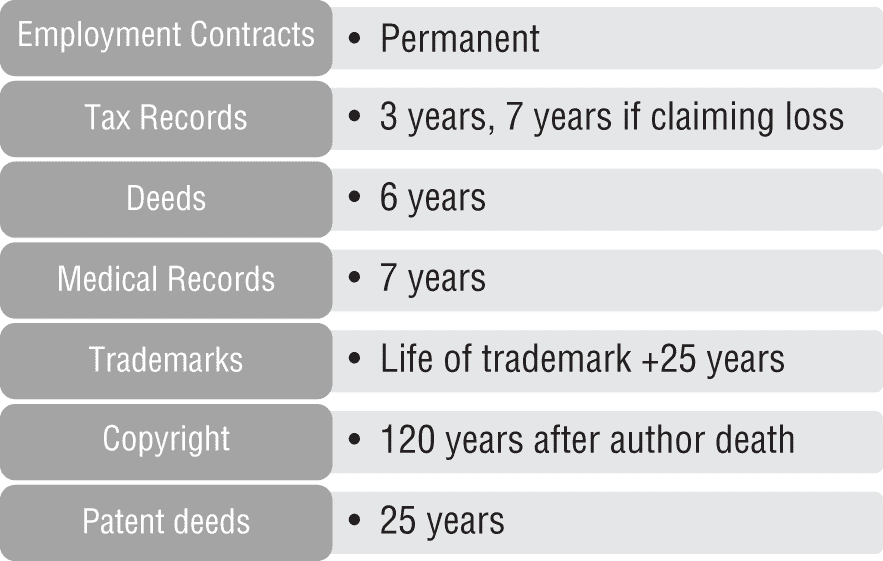 Employment Contracts • Permanent
Tax Records • 3 years, 7 years if claiming loss
Deeds • 6 years
Medical Records • 7 years
Trademarks • Life of trademark +25 years
Copyright • 120 years after author death
Patent deeds • 25 years